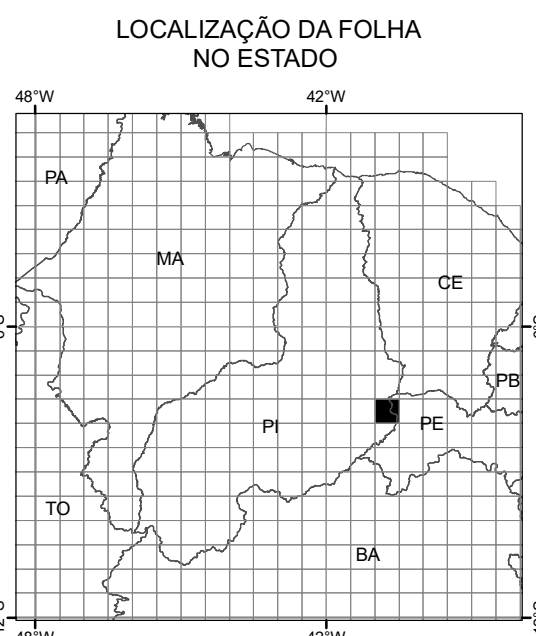 LOCALIZAÇÃO DA FOLHA
NO ESTADO
48°W 42°W
PA
MA
CE
PB
PI
PE
TO
BA